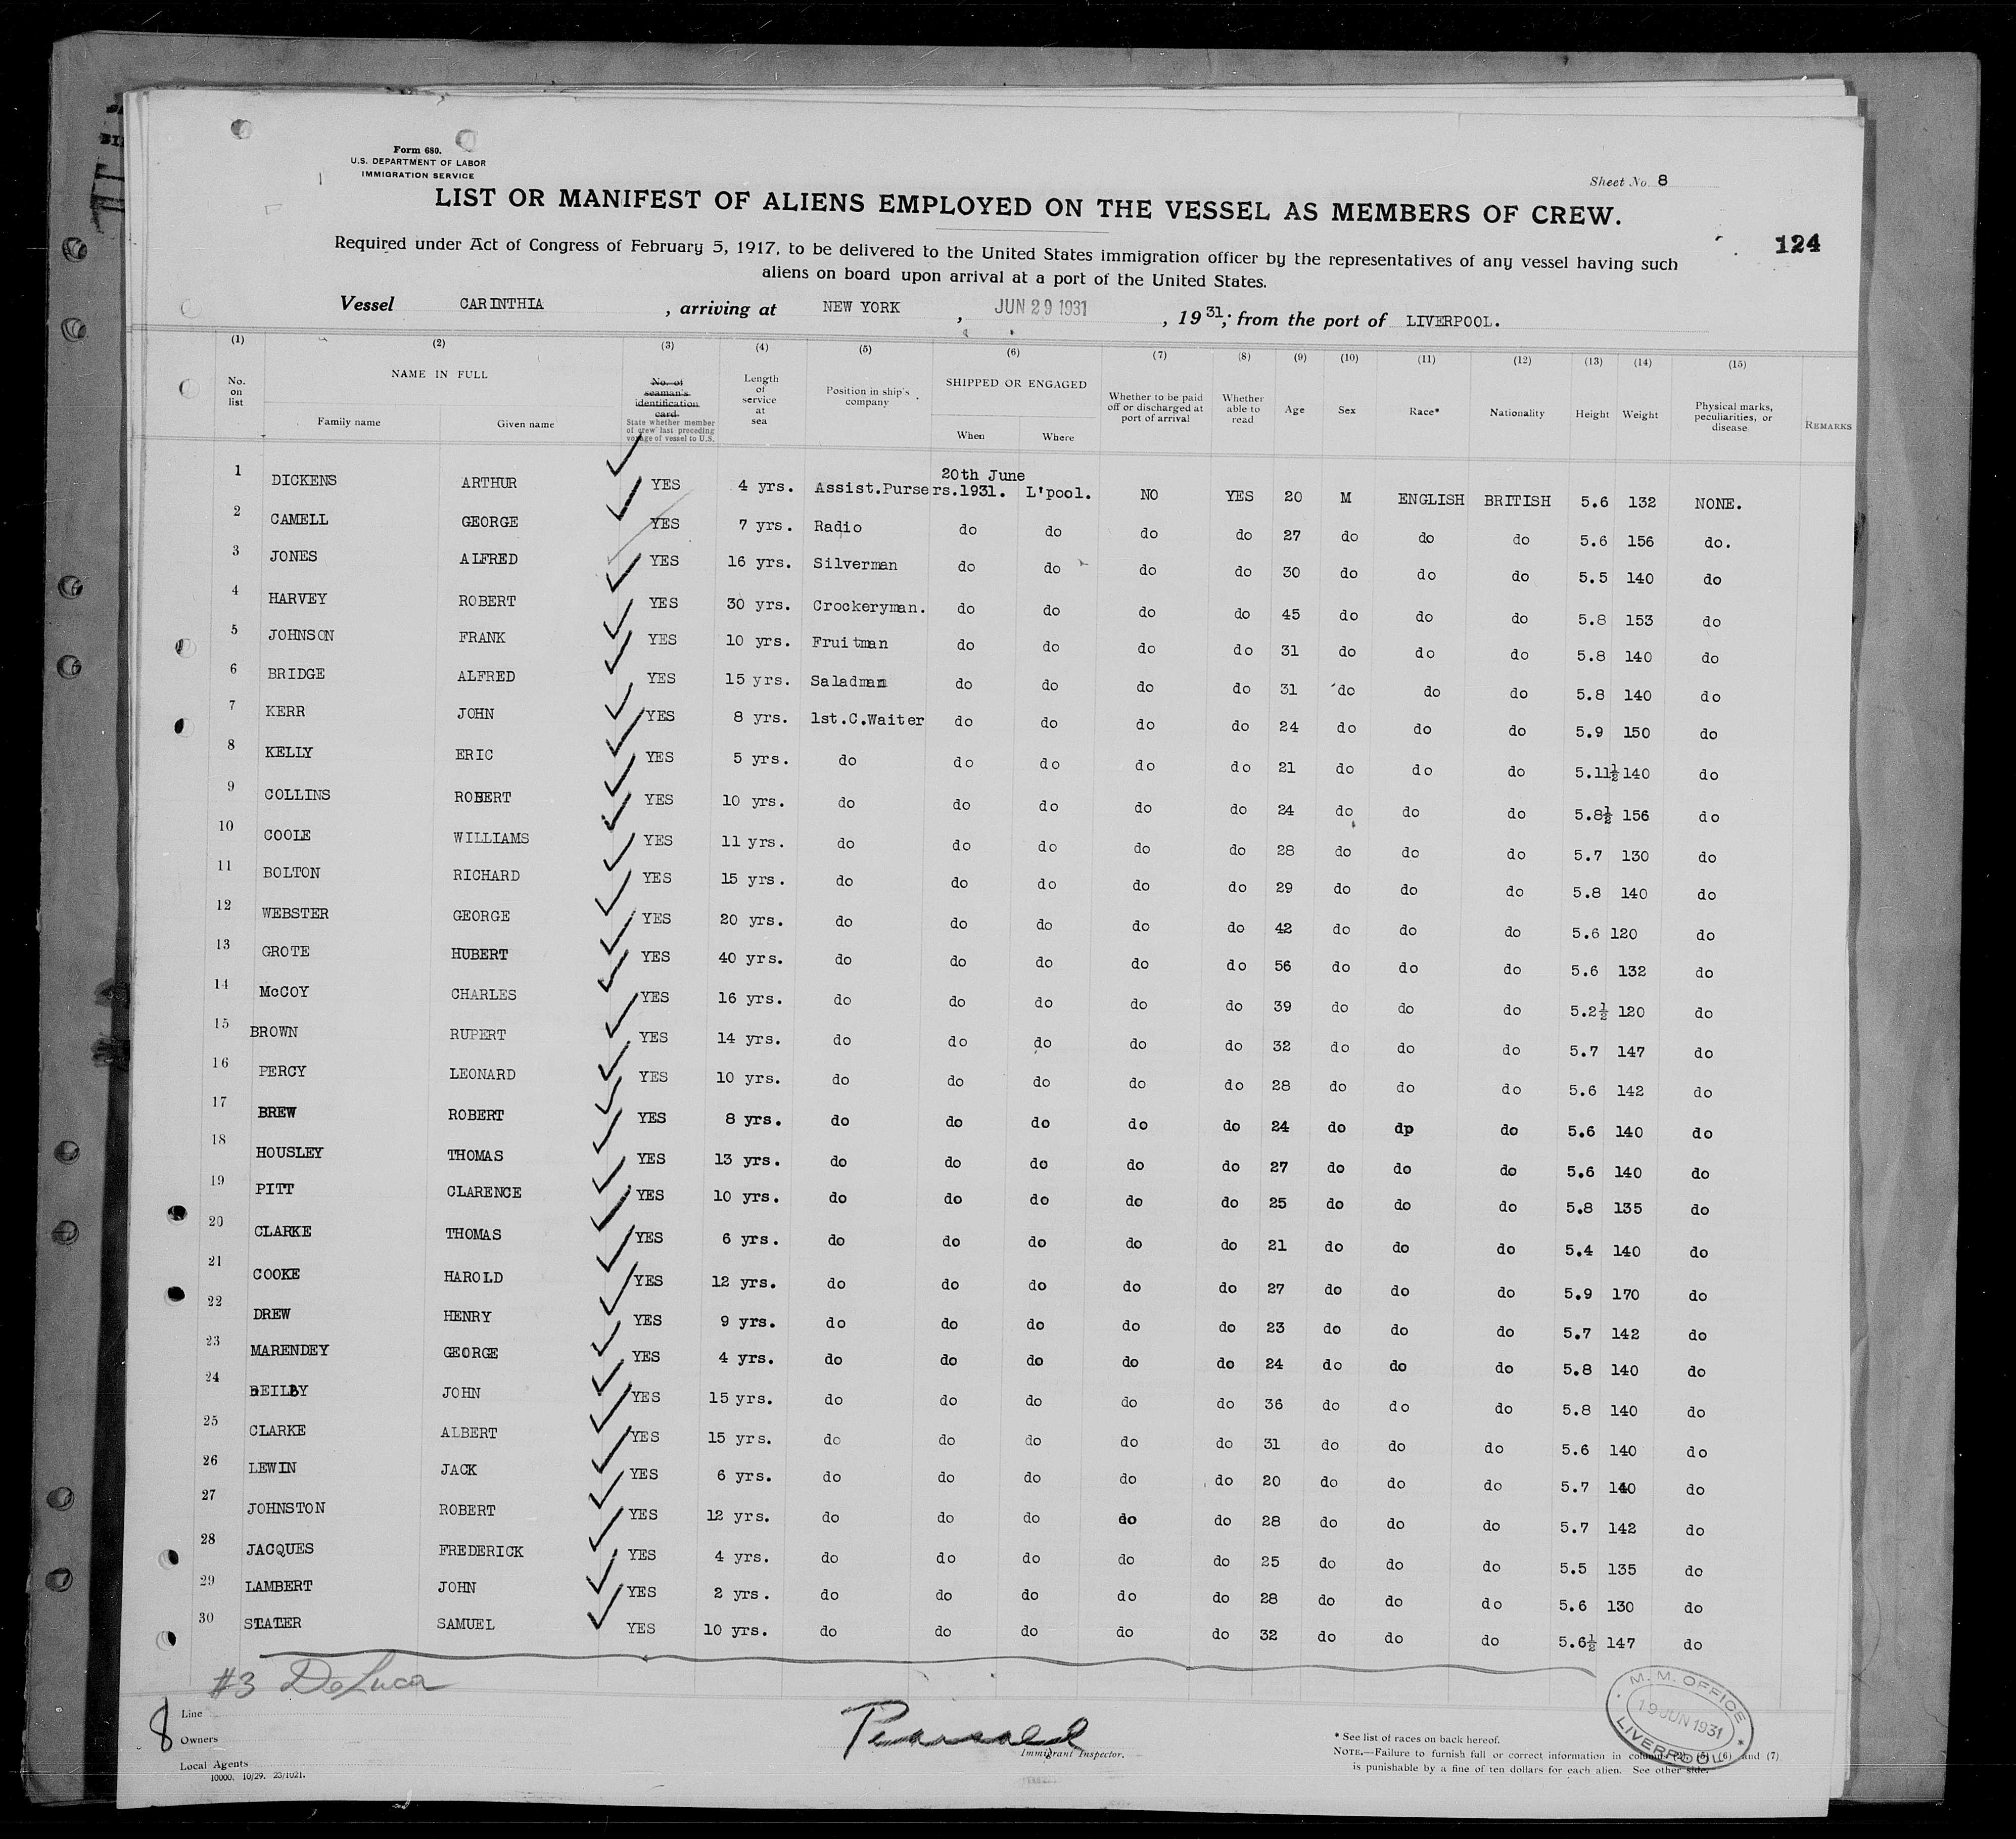 Form 680.
U.S. DEPARTMENT OF LABOR
IMMIGRATION SERVICE
Sheet No. 8
LIST OR MANIFEST OF ALIENS EMPLOYED ON THE VESSEL AS MEMBERS OF CREW.
124
Required under Act of Congress of February 5, 1917, to be delivered to the United States immigration officer by the representatives of any vessel having such
aliens on board upon arrival at a port of the United States.
Vessel CARINTHIA , arriving at NEW YORK , JUN 29 1931 , 1931, from the port of LIVERPOOL.
(1) (2) (3) (4) (5) (6) (7) (8) (9) (10) (11) (12) (13) (14) (15)
No. on list NAME IN FULL Family name Given name No. of seaman's identification card State whether member of crew last preceding voyage of vessel to U.S. Length of service at sea Position in ship's company SHIPPED OR ENGAGED When Where Whether to be paid off or discharged at port of arrival Whether able to read Age Sex Race* Nationality Height Weight Physical marks, peculiarities, or disease REMARKS
1 DICKENS ARTHUR YES 4 yrs. Assist.Pursers. 20th June 1931. L'pool. NO YES 20 M ENGLISH BRITISH 5.6 132 NONE.
2 CAMELL GEORGE YES 7 yrs. Radio do do do do 27 do do do 5.6 156 do.
3 JONES ALFRED YES 16 yrs. Silverman do do do do 30 do do do 5.5 140 do
4 HARVEY ROBERT YES 30 yrs. Crockeryman. do do do do 45 do do do 5.8 153 do
5 JOHNSON FRANK YES 10 yrs. Fruitman do do do do 31 do do do 5.8 140 do
6 BRIDGE ALFRED YES 15 yrs. Saladman do do do do 31 do do do 5.8 140 do
7 KERR JOHN YES 8 yrs. 1st.C.Waiter do do do do 24 do do do 5.9 150 do
8 KELLY ERIC YES 5 yrs. do do do do do 21 do do do 5.11½ 140 do
9 COLLINS ROBERT YES 10 yrs. do do do do do 24 do do do 5.8½ 156 do
10 COOLE WILLIAMS YES 11 yrs. do do do do do 28 do do do 5.7 130 do
11 BOLTON RICHARD YES 15 yrs. do do do do do 29 do do do 5.8 140 do
12 WEBSTER GEORGE YES 20 yrs. do do do do do 42 do do do 5.6 120 do
13 GROTE HUBERT YES 40 yrs. do do do do do 56 do do do 5.6 132 do
14 McCOY CHARLES YES 16 yrs. do do do do do 39 do do do 5.2½ 120 do
15 BROWN RUPERT YES 14 yrs. do do do do do 32 do do do 5.7 147 do
16 PERCY LEONARD YES 10 yrs. do do do do do 28 do do do 5.6 142 do
17 BREW ROBERT YES 8 yrs. do do do do do 24 do dp do 5.6 140 do
18 HOUSLEY THOMAS YES 13 yrs. do do do do do 27 do do do 5.6 140 do
19 PITT CLARENCE YES 10 yrs. do do do do do 25 do do do 5.8 135 do
20 CLARKE THOMAS YES 6 yrs. do do do do do 21 do do do 5.4 140 do
21 COOKE HAROLD YES 12 yrs. do do do do do 27 do do do 5.9 170 do
22 DREW HENRY YES 9 yrs. do do do do do 23 do do do 5.7 142 do
23 MARENDEY GEORGE YES 4 yrs. do do do do do 24 do do do 5.8 140 do
24 BEILBY JOHN YES 15 yrs. do do do do do 36 do do do 5.8 140 do
25 CLARKE ALBERT YES 15 yrs. do do do do do 31 do do do 5.6 140 do
26 LEWIN JACK YES 6 yrs. do do do do do 20 do do do 5.7 140 do
27 JOHNSTON ROBERT YES 12 yrs. do do do do do 28 do do do 5.7 142 do
28 JACQUES FREDERICK YES 4 yrs. do do do do do 25 do do do 5.5 135 do
29 LAMBERT JOHN YES 2 yrs. do do do do do 28 do do do 5.6 130 do
30 SLATER SAMUEL YES 10 yrs. do do do do do 32 do do do 5.6½ 147 do
#3 DeLuca
8
Line
Owners
Local Agents
10000. 10/29. 23/1021.
Immigrant Inspector.
M. M. OFFICE
19 JUN 1931
LIVERPOOL
* See list of races on back hereof.
NOTE.—Failure to furnish full or correct information in columns (2), (5), (6) and (7)
is punishable by a fine of ten dollars for each alien. See other side.